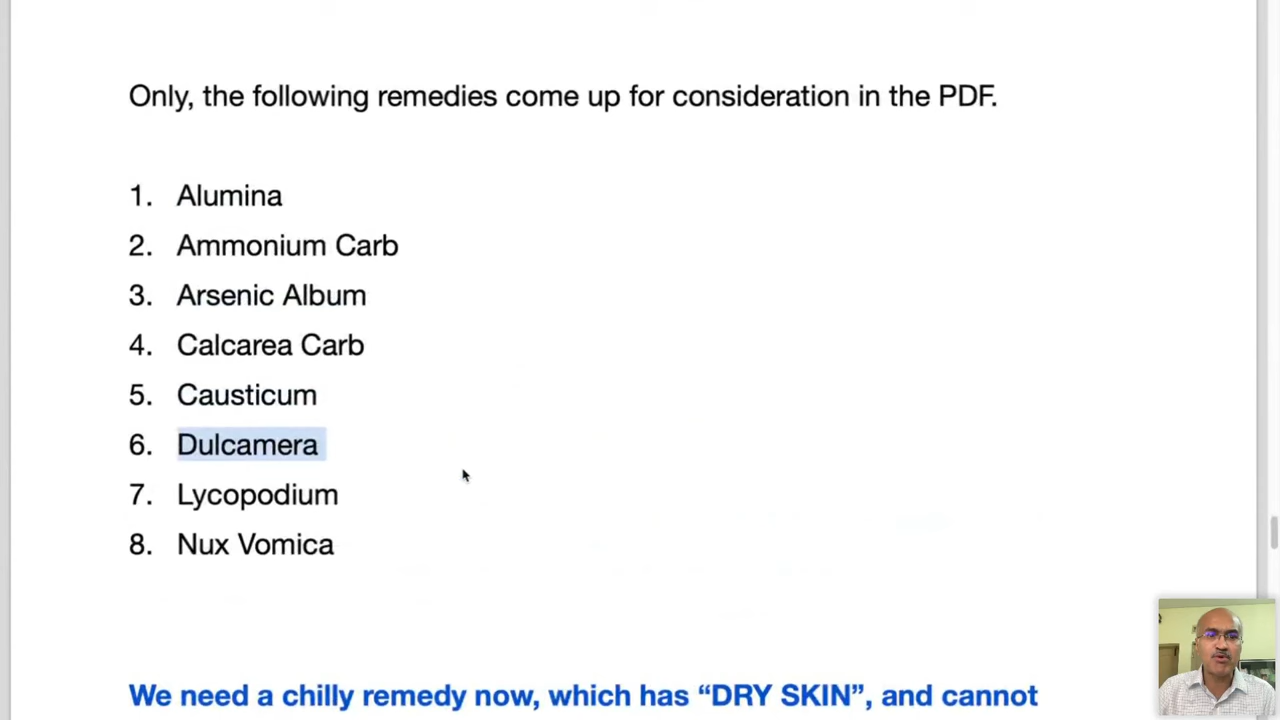 Only, the following remedies come up for consideration in the PDF.
1. Alumina
2. Ammonium Carb
3. Arsenic Album
4. Calcarea Carb
5. Causticum
6. Dulcamera
7. Lycopodium
8. Nux Vomica
We need a chilly remedy now, which has “DRY SKIN”, and cannot